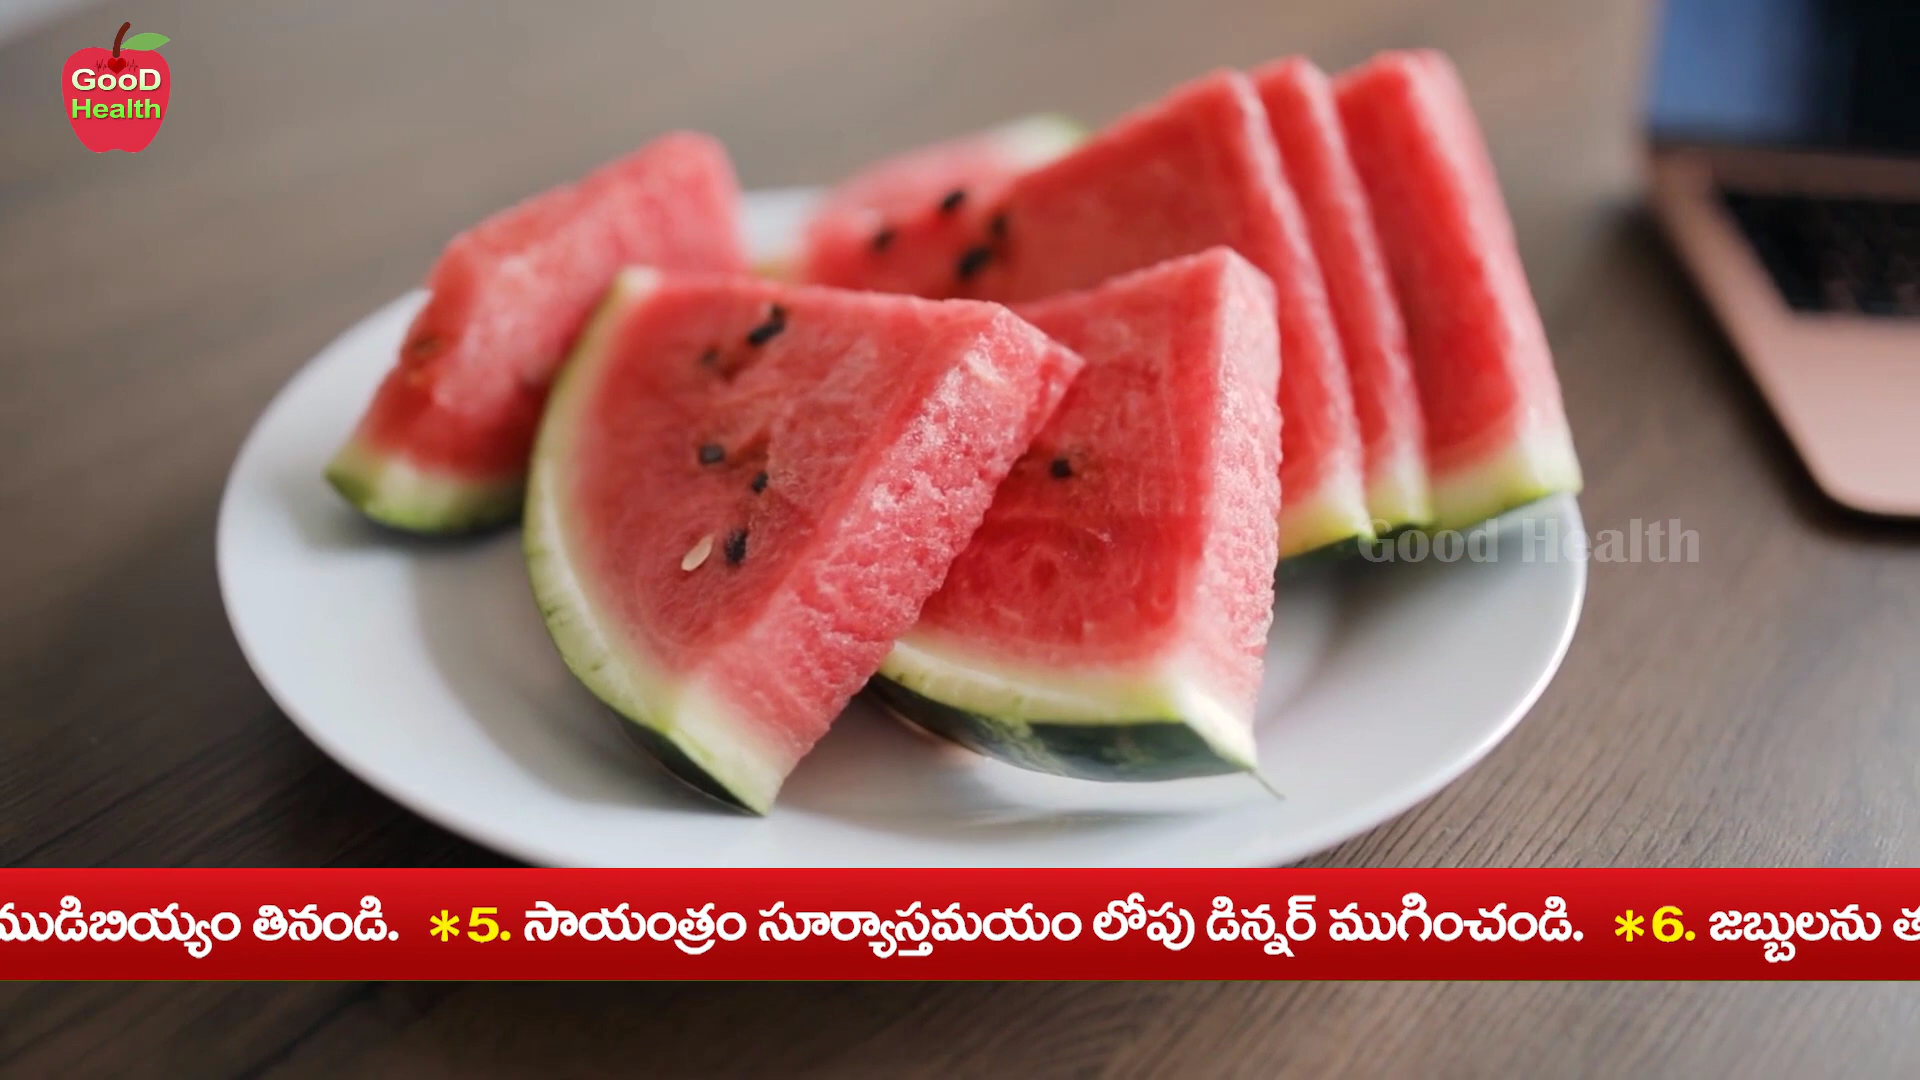 GooD
Health
Good Health
ముడిబియ్యం తినండి. *5. సాయంత్రం సూర్యాస్తమయం లోపు డిన్నర్ ముగించండి. *6. జబ్బులను